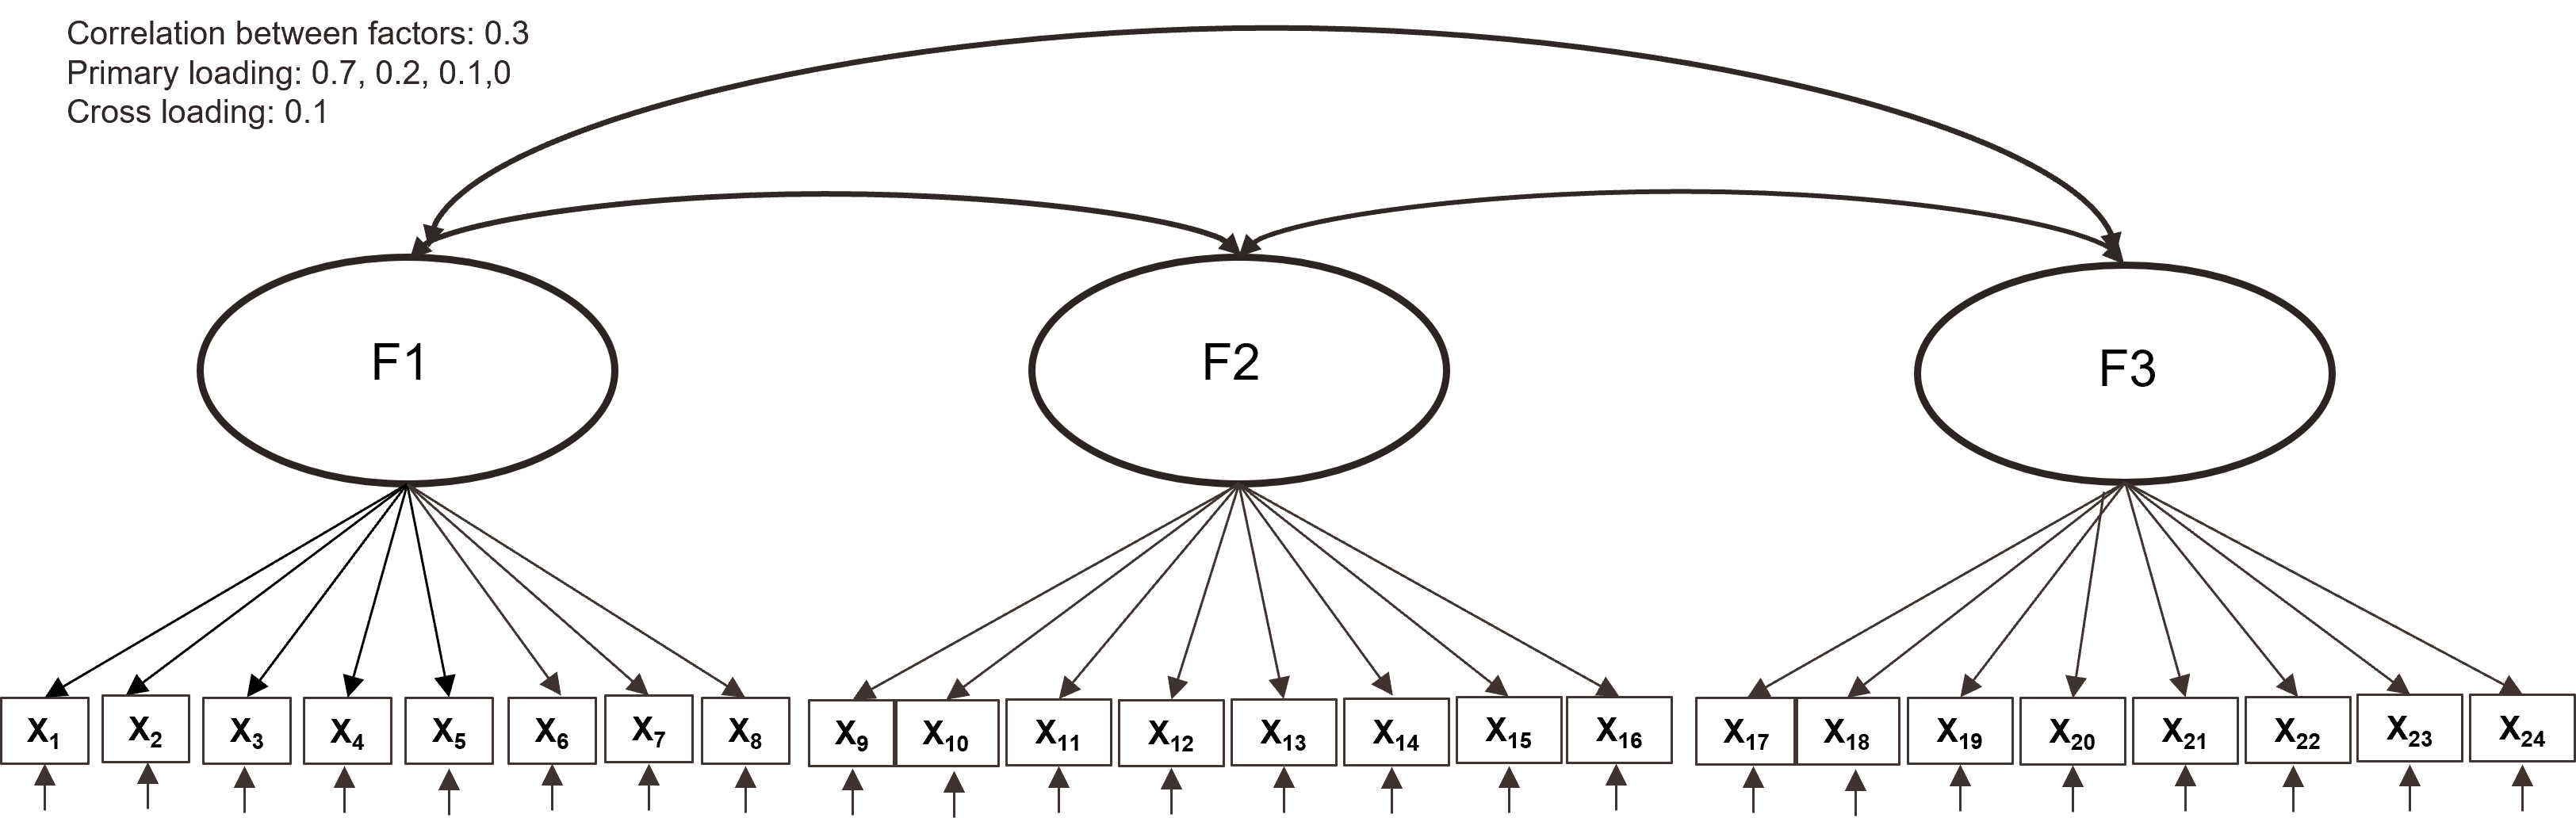 Correlation between factors: 0.3
Primary loading: 0.7, 0.2, 0.1,0
Cross loading: 0.1
F1 F2 F3
X1 X2 X3 X4 X5 X6 X7 X8 X9 X10 X11 X12 X13 X14 X15 X16 X17 X18 X19 X20 X21 X22 X23 X24